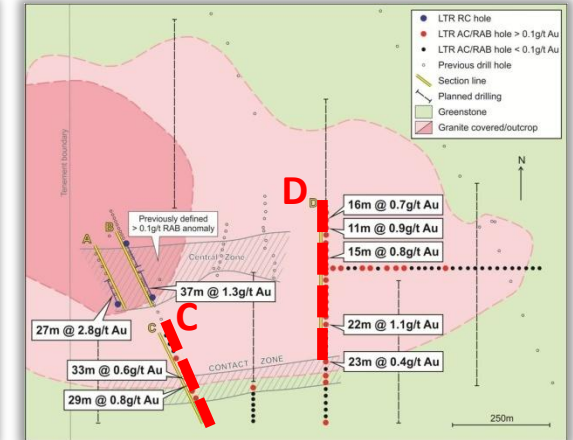 LTR RC hole
LTR AC/RAB hole > 0.1g/t Au
LTR AC/RAB hole < 0.1g/t Au
Previous drill hole
Section line
Planned drilling
Greenstone
Granite covered/outcrop
N
Tenement boundary
D
D
16m @ 0.7g/t Au
11m @ 0.9g/t Au
15m @ 0.8g/t Au
Previously defined
> 0.1g/t RAB anomaly
B
A
Central Zone
37m @ 1.3g/t Au
C
C
27m @ 2.8g/t Au
22m @ 1.1g/t Au
33m @ 0.6g/t Au
CONTACT ZONE
23m @ 0.4g/t Au
29m @ 0.8g/t Au
250m